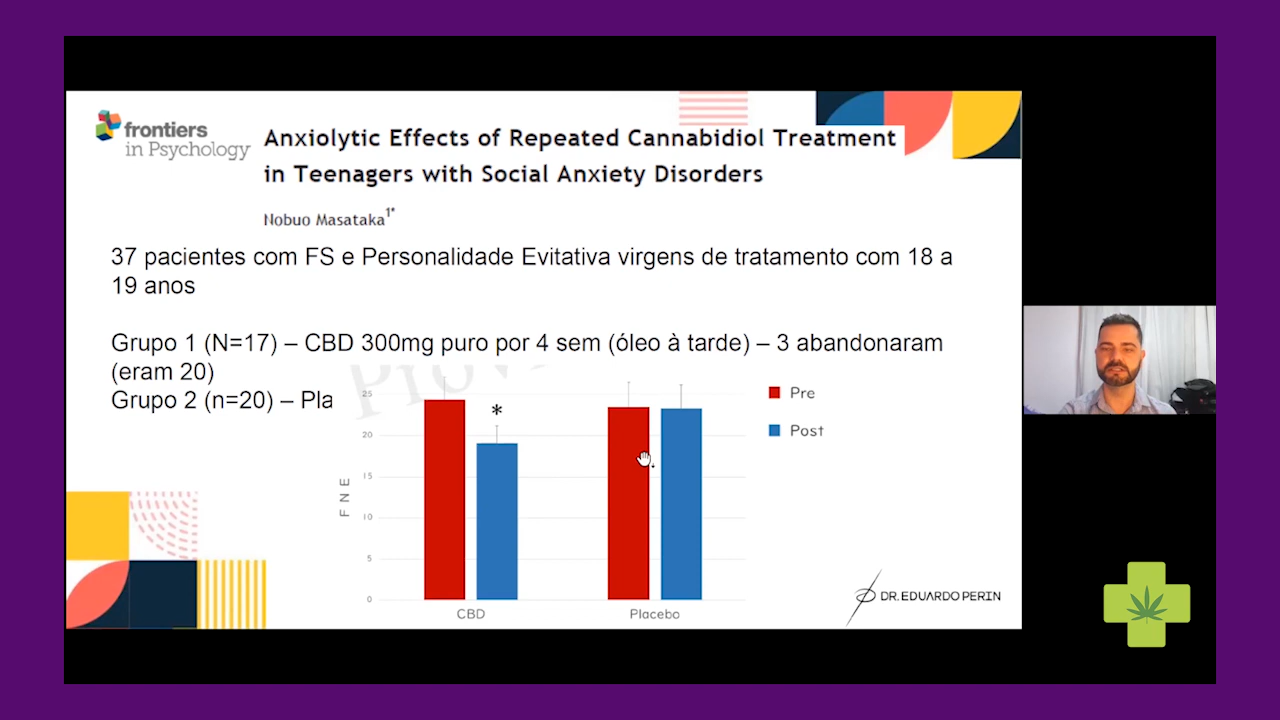 frontiers
in Psychology
Anxiolytic Effects of Repeated Cannabidiol Treatment
in Teenagers with Social Anxiety Disorders
Nobuo Masataka1*
37 pacientes com FS e Personalidade Evitativa virgens de tratamento com 18 a
19 anos
Grupo 1 (N=17) – CBD 300mg puro por 4 sem (óleo à tarde) – 3 abandonaram
(eram 20)
Grupo 2 (n=20) – Pla
25
20
15
10
5
0
FNE
*
CBD
Placebo
Pre
Post
DR. EDUARDO PERIN